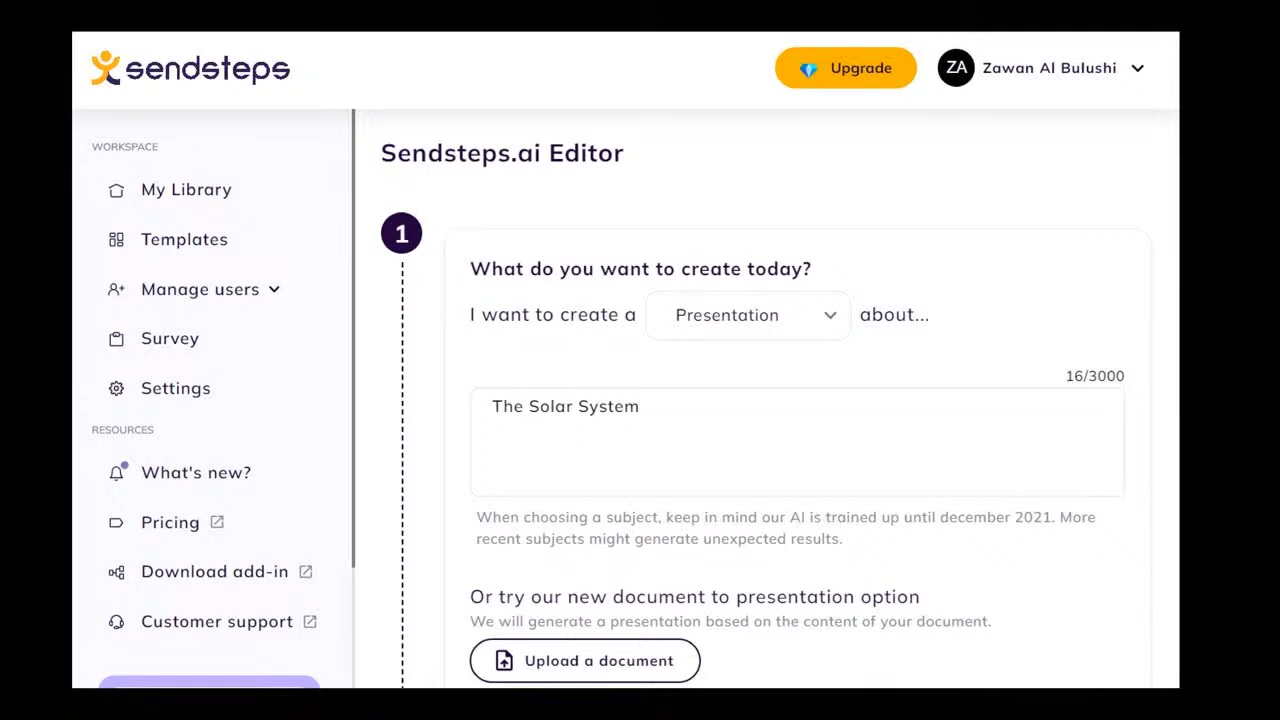 sendsteps
Upgrade
ZA
Zawan Al Bulushi
WORKSPACE
My Library
Templates
Manage users
Survey
Settings
RESOURCES
What's new?
Pricing
Download add-in
Customer support
Sendsteps.ai Editor
1
What do you want to create today?
I want to create a Presentation about...
16/3000
The Solar System
When choosing a subject, keep in mind our AI is trained up until december 2021. More
recent subjects might generate unexpected results.
Or try our new document to presentation option
We will generate a presentation based on the content of your document.
Upload a document